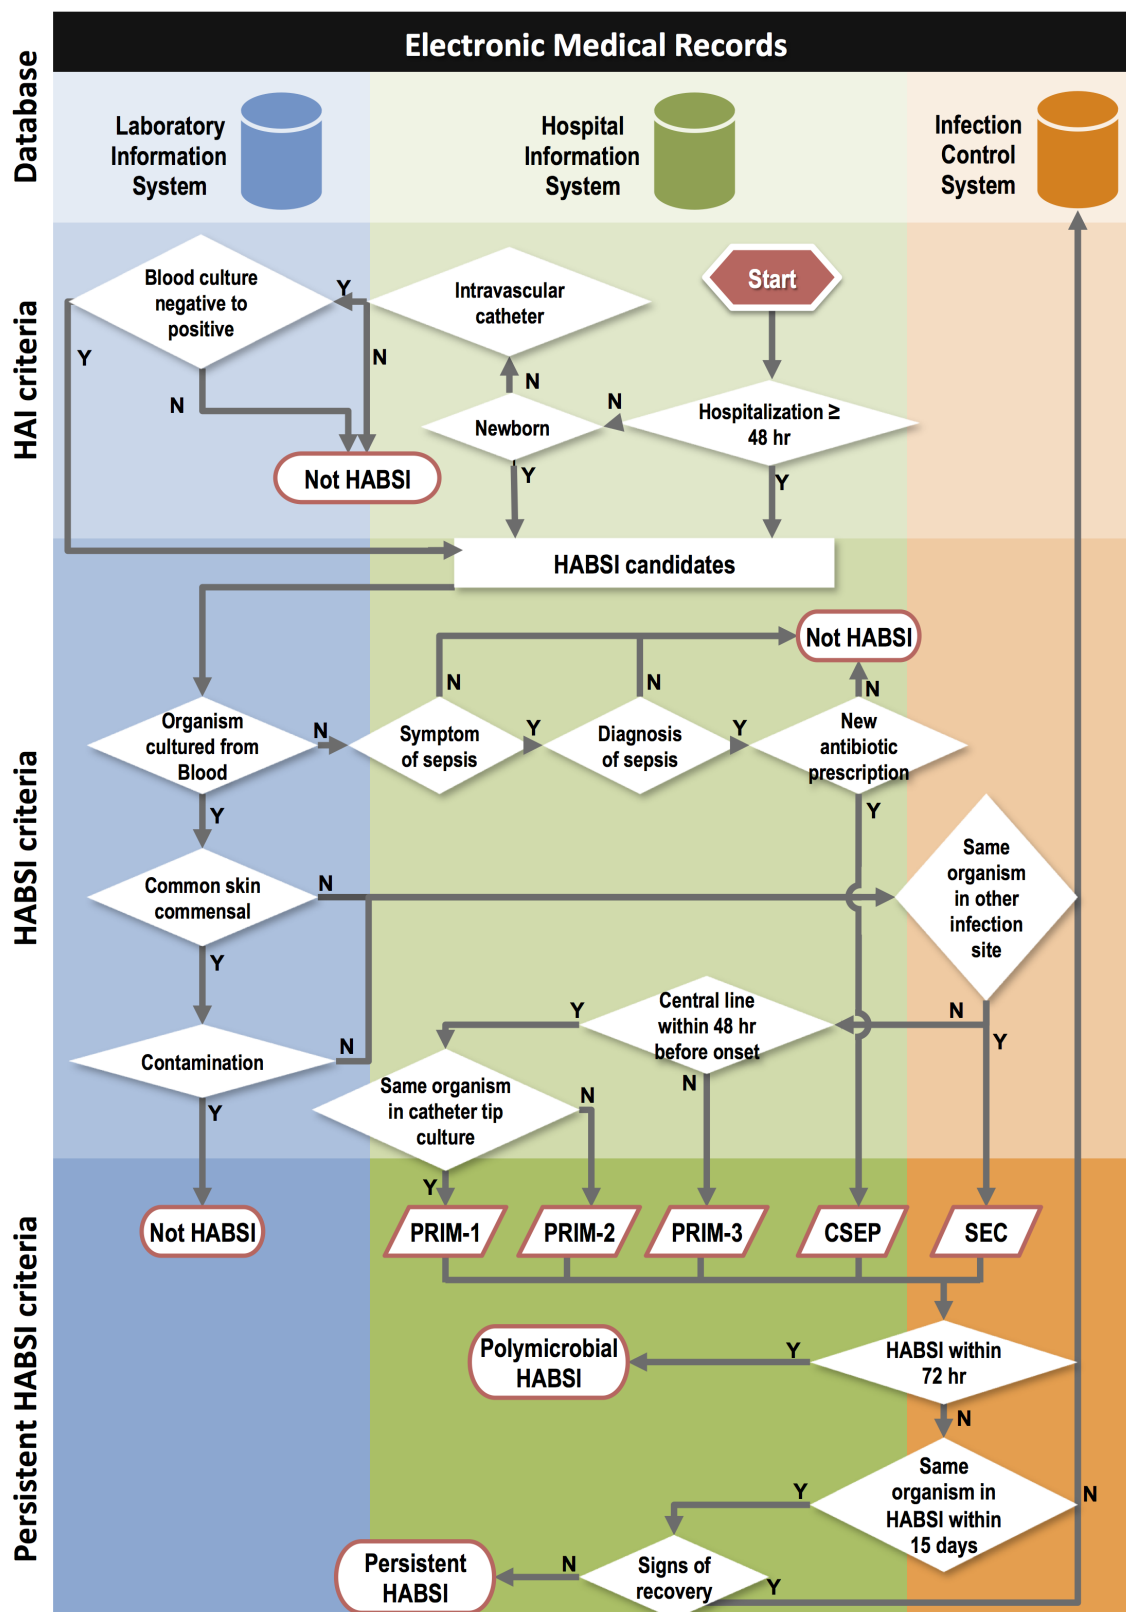 Electronic Medical Records
Database
Laboratory
Information
System
Hospital
Information
System
Infection
Control
System
HAI criteria
Blood culture
negative to
positive
Y
Intravascular
catheter
Start
Y
N
N
N
N
Newborn
Hospitalization ≥
48 hr
Not HABSI
Y
Y
HABSI candidates
HABSI criteria
Not HABSI
N
N
N
Organism
cultured from
Blood
N
Symptom
of sepsis
Y
Diagnosis
of sepsis
Y
New
antibiotic
prescription
Y
Y
Same
organism
in other
infection
site
Common skin
commensal
N
Y
Central line
within 48 hr
before onset
Y
N
Y
Contamination
N
Same organism
in catheter tip
culture
N
N
Y
Y
Persistent HABSI criteria
Not HABSI
PRIM-1
PRIM-2
PRIM-3
CSEP
SEC
Polymicrobial
HABSI
Y
HABSI within
72 hr
N
Same
organism in
HABSI within
15 days
Y
N
Persistent
HABSI
N
Signs of
recovery
Y